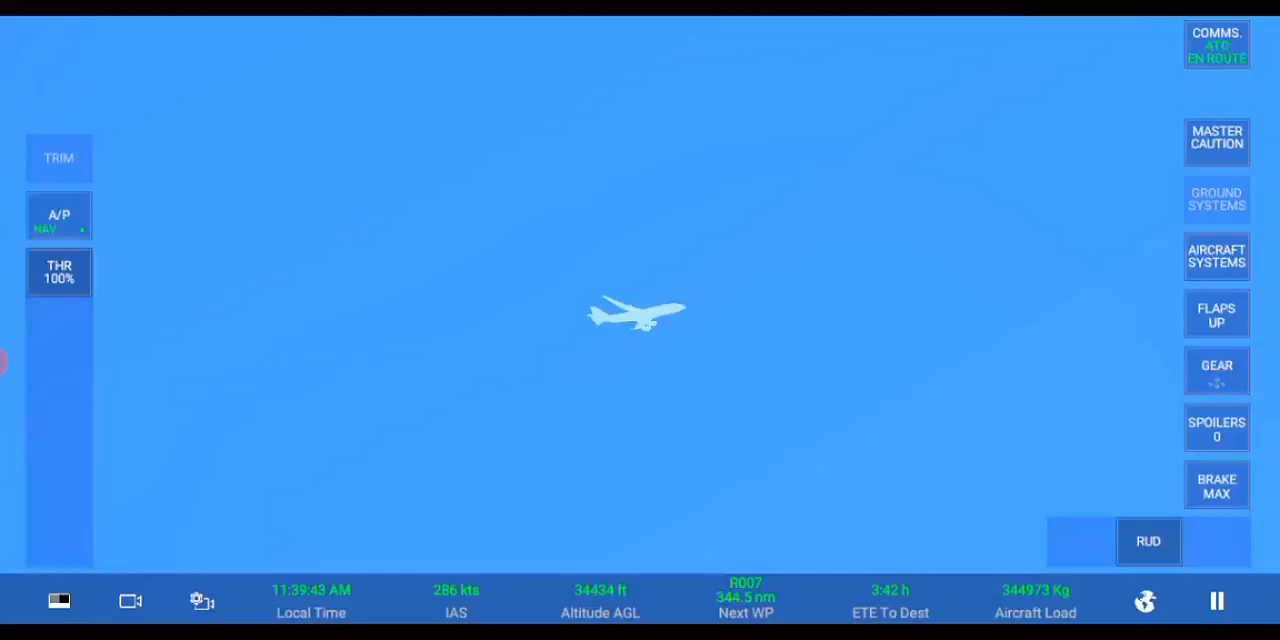 COMMS.
ATC
EN ROUTE
MASTER
CAUTION
TRIM
GROUND
SYSTEMS
A/P
NAV
AIRCRAFT
SYSTEMS
THR
100%
FLAPS
UP
GEAR
SPOILERS
0
BRAKE
MAX
RUD
11:39:43 AM
Local Time
286 kts
IAS
34434 ft
Altitude AGL
R007
344.5 nm
Next WP
3:42 h
ETE To Dest
344973 Kg
Aircraft Load